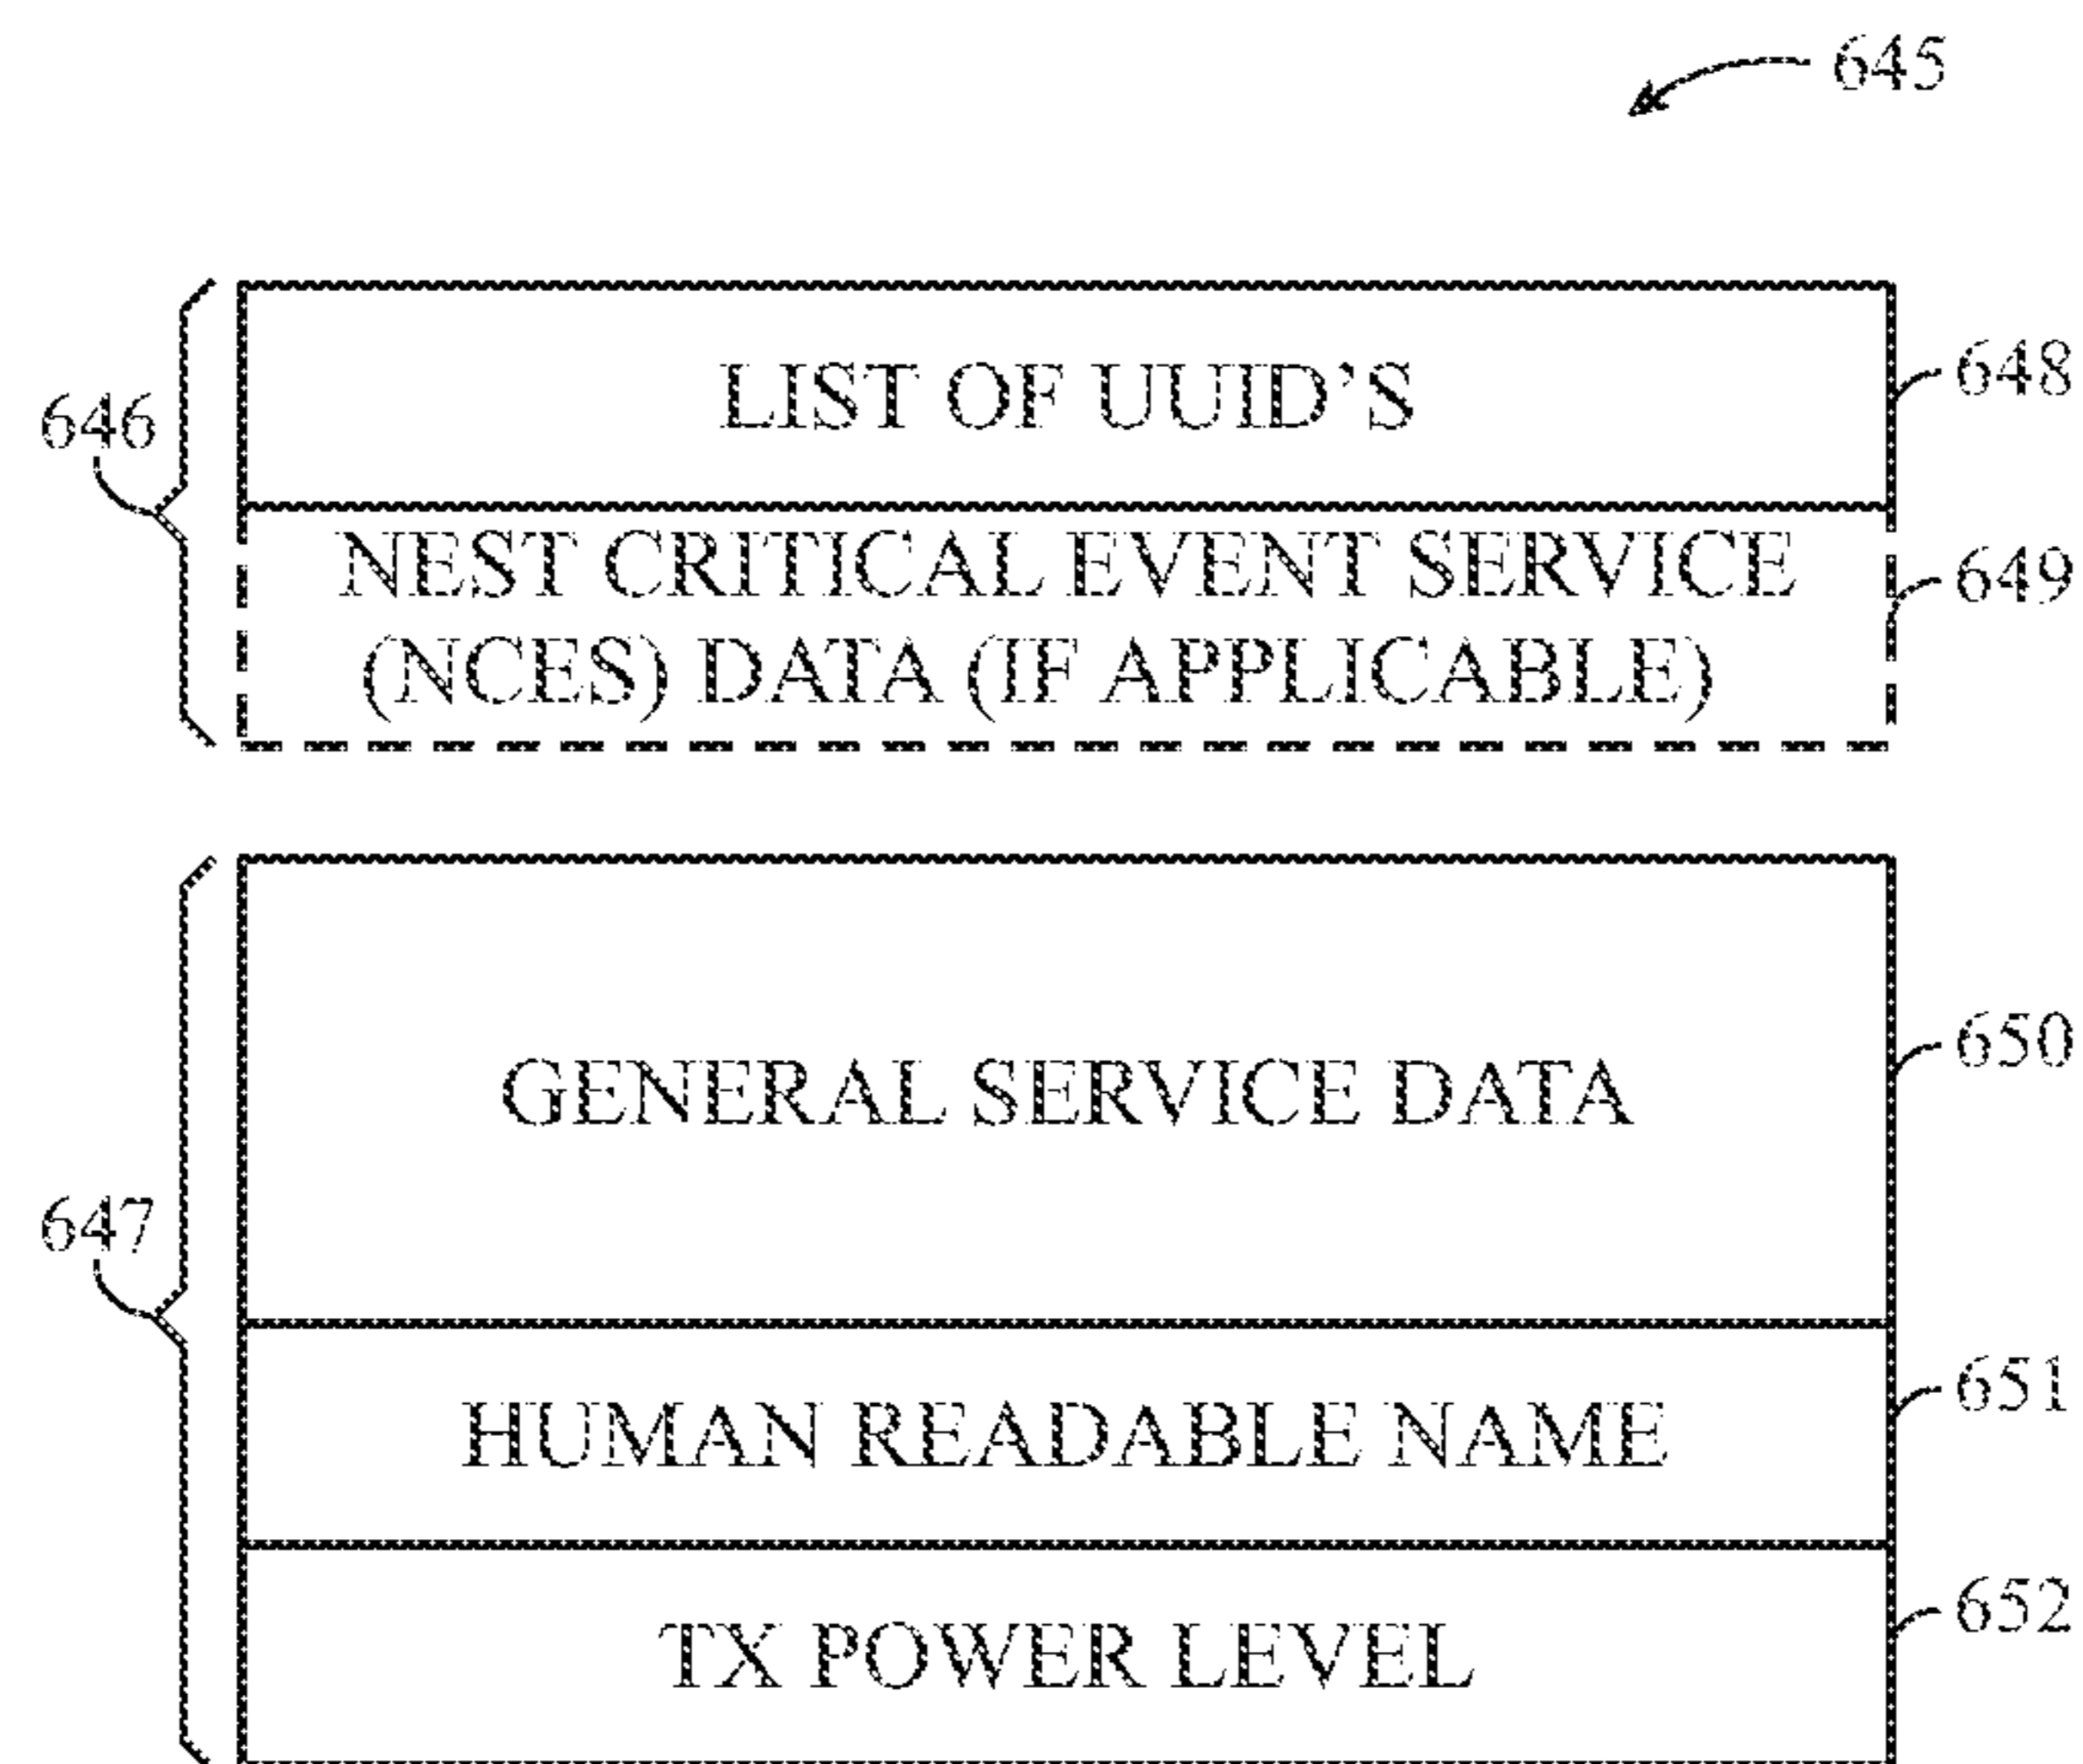 645
LIST OF UUID'S
648
646
NEST CRITICAL EVENT SERVICE
(NCES) DATA (IF APPLICABLE)
649
GENERAL SERVICE DATA
650
647
HUMAN READABLE NAME
651
TX POWER LEVEL
652